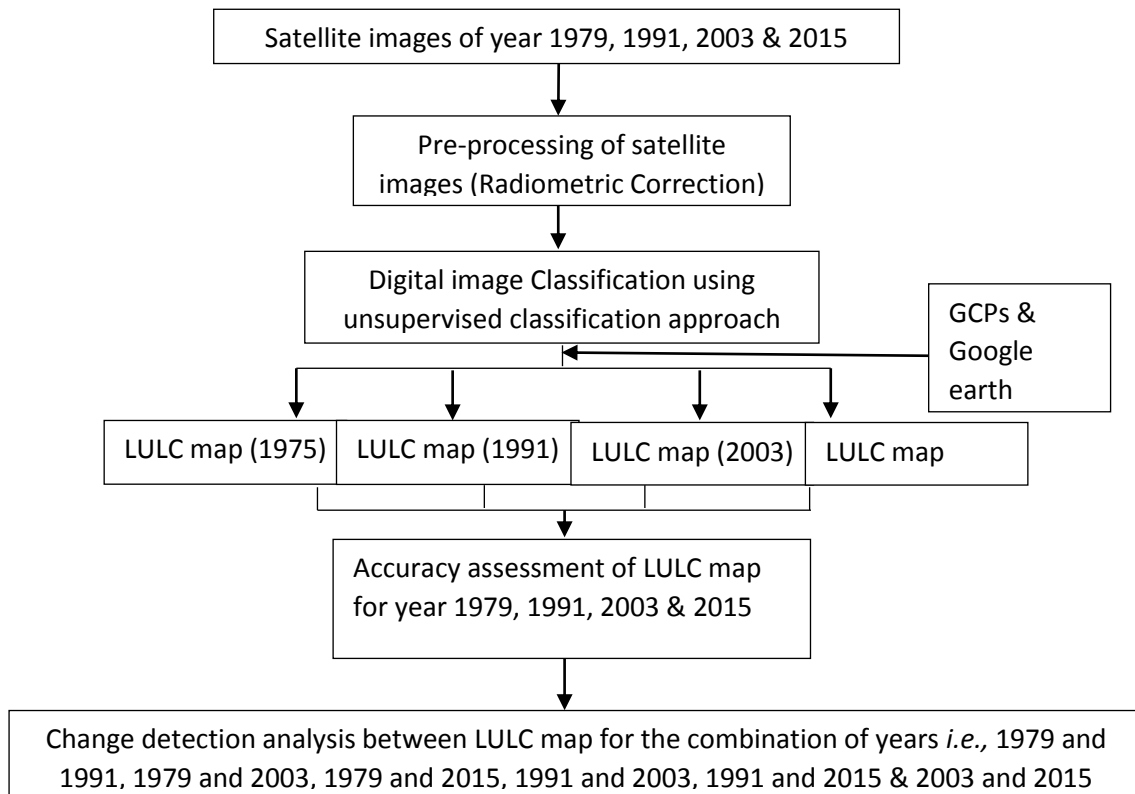 Satellite images of year 1979, 1991, 2003 & 2015
Pre-processing of satellite
images (Radiometric Correction)
Digital image Classification using
unsupervised classification approach
GCPs &
Google
earth
LULC map (1975)
LULC map (1991)
LULC map (2003)
LULC map
Accuracy assessment of LULC map
for year 1979, 1991, 2003 & 2015
Change detection analysis between LULC map for the combination of years i.e., 1979 and
1991, 1979 and 2003, 1979 and 2015, 1991 and 2003, 1991 and 2015 & 2003 and 2015